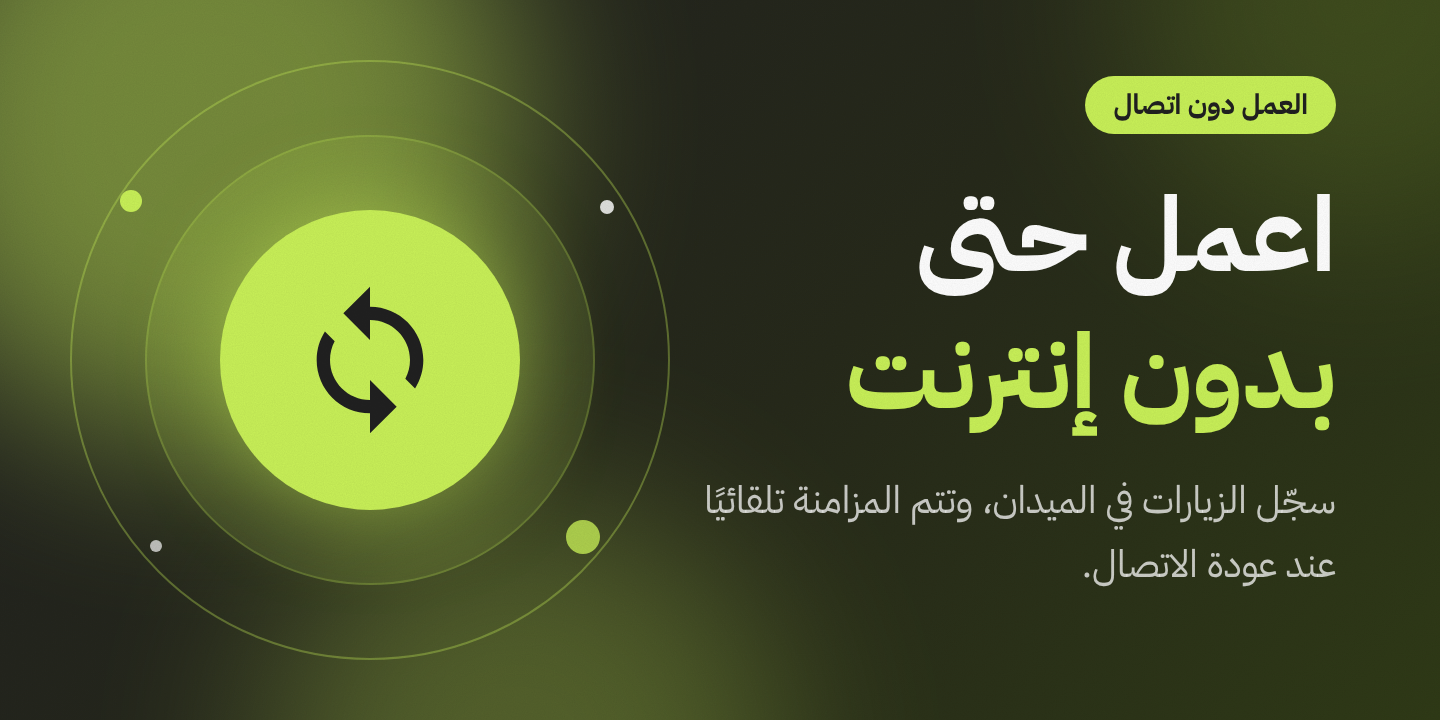 العمل دون اتصال
اعمل حتى
بدون إنترنت
سجّل الزيارات في الميدان، وتتم المزامنة تلقائيًا
عند عودة الاتصال.